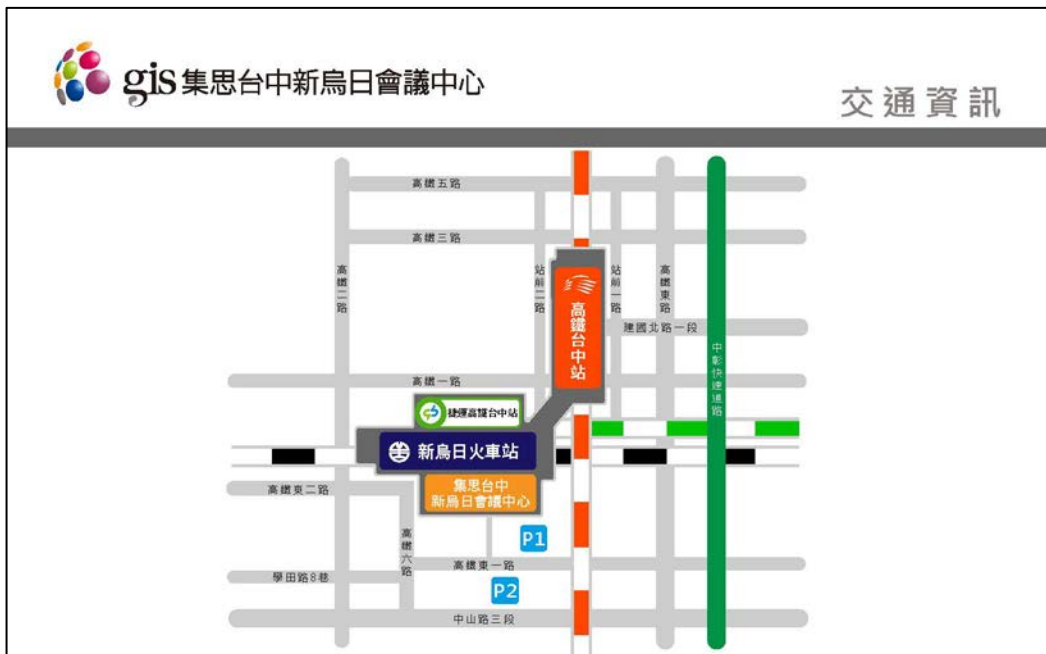 gis 集思台中新烏日會議中心
交通資訊
高鐵五路
高鐵三路
高鐵二路
站前二路
站前一路
高鐵東路
高鐵台中站
建國北路一段
中彰快速道路
高鐵一路
捷運高鐵台中站
新烏日火車站
集思台中
新烏日會議中心
高鐵東二路
P1
高鐵六路
高鐵東一路
學田路8巷
P2
中山路三段